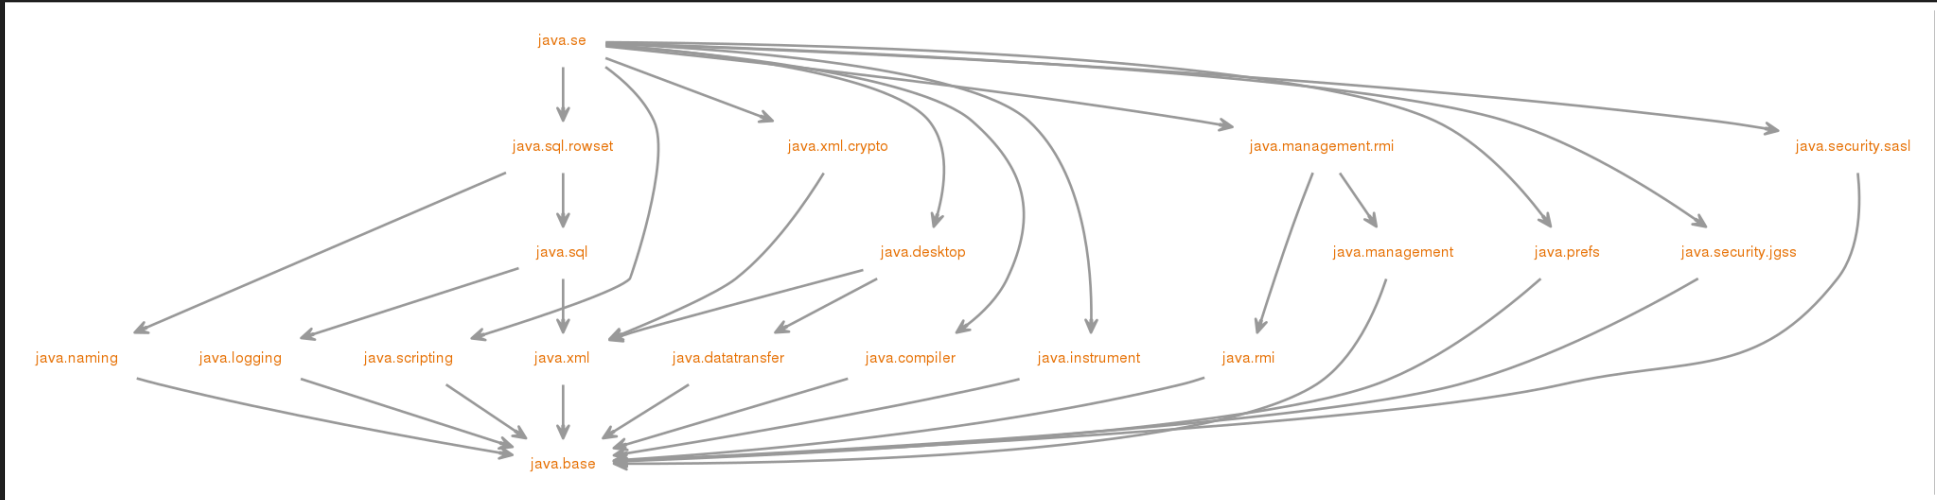 java.se
java.sql.rowset
java.xml.crypto
java.management.rmi
java.security.sasl
java.sql
java.desktop
java.management
java.prefs
java.security.jgss
java.naming
java.logging
java.scripting
java.xml
java.datatransfer
java.compiler
java.instrument
java.rmi
java.base